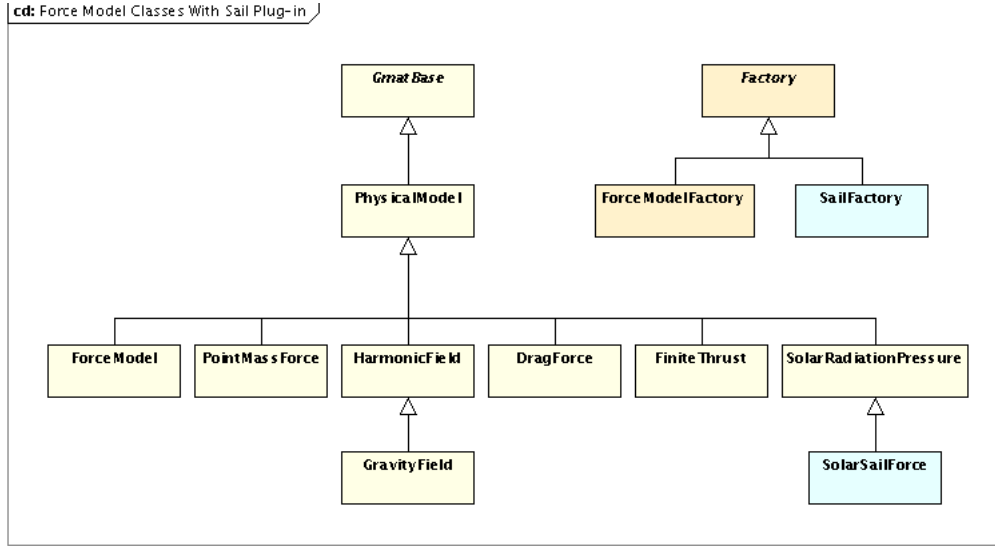 cd: Force Model Classes With Sail Plug-in
GmatBase
Factory
PhysicalModel
ForceModelFactory
SailFactory
ForceModel
PointMassForce
HarmonicField
DragForce
FiniteThrust
SolarRadiationPressure
GravityField
SolarSailForce